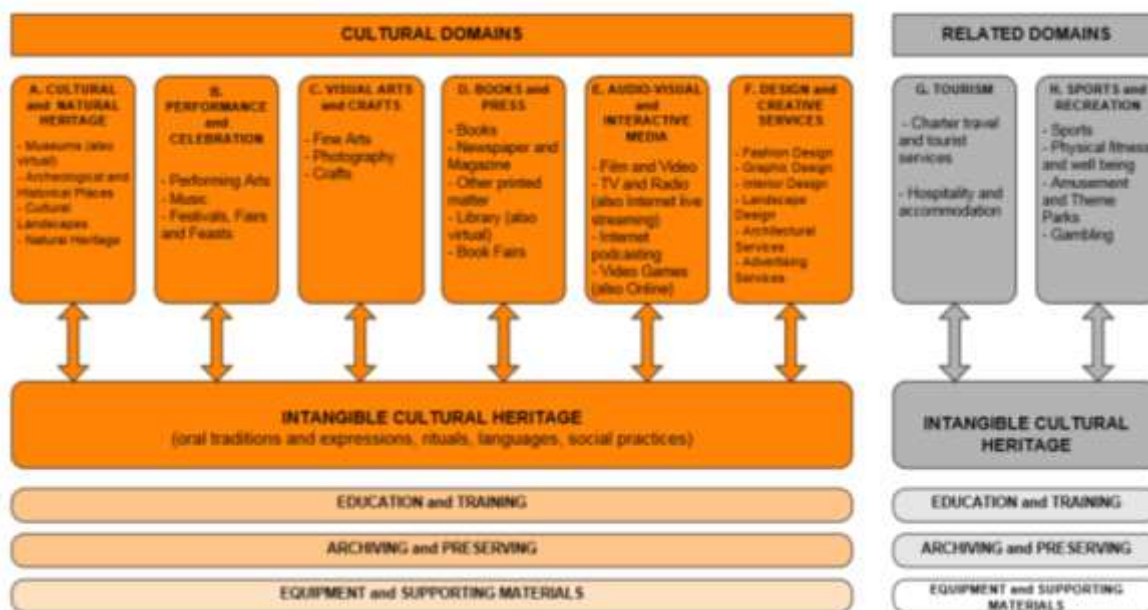 CULTURAL DOMAINS
RELATED DOMAINS
A. CULTURAL
and NATURAL
HERITAGE
- Museums (also
virtual)
- Archeological and
Historical Places
- Cultural
Landscapes
- Natural Heritage
B.
PERFORMANCE
and
CELEBRATION
- Performing Arts
- Music
- Festivals, Fairs
and Feasts
C. VISUAL ARTS
and CRAFTS
- Fine Arts
- Photography
- Crafts
D. BOOKS and
PRESS
- Books
- Newspaper and
Magazine
- Other printed
matter
- Library (also
virtual)
- Book Fairs
E. AUDIO-VISUAL
and
INTERACTIVE
MEDIA
- Film and Video
- TV and Radio
(also Internet live
streaming)
- Internet
podcasting
- Video Games
(also Online)
F. DESIGN and
CREATIVE
SERVICES
- Fashion Design
- Graphic Design
- Interior Design
- Landscape
Design
- Architectural
Services
- Advertising
Services
G. TOURISM
- Charter travel
and tourist
services
- Hospitality and
accommodation
H. SPORTS and
RECREATION
- Sports
- Physical fitness
and well being
- Amusement
and Theme
Parks
- Gambling
INTANGIBLE CULTURAL HERITAGE
(oral traditions and expressions, rituals, languages, social practices)
INTANGIBLE CULTURAL
HERITAGE
EDUCATION and TRAINING
EDUCATION and TRAINING
ARCHIVING and PRESERVING
ARCHIVING and PRESERVING
EQUIPMENT and SUPPORTING MATERIALS
EQUIPMENT and SUPPORTING
MATERIALS